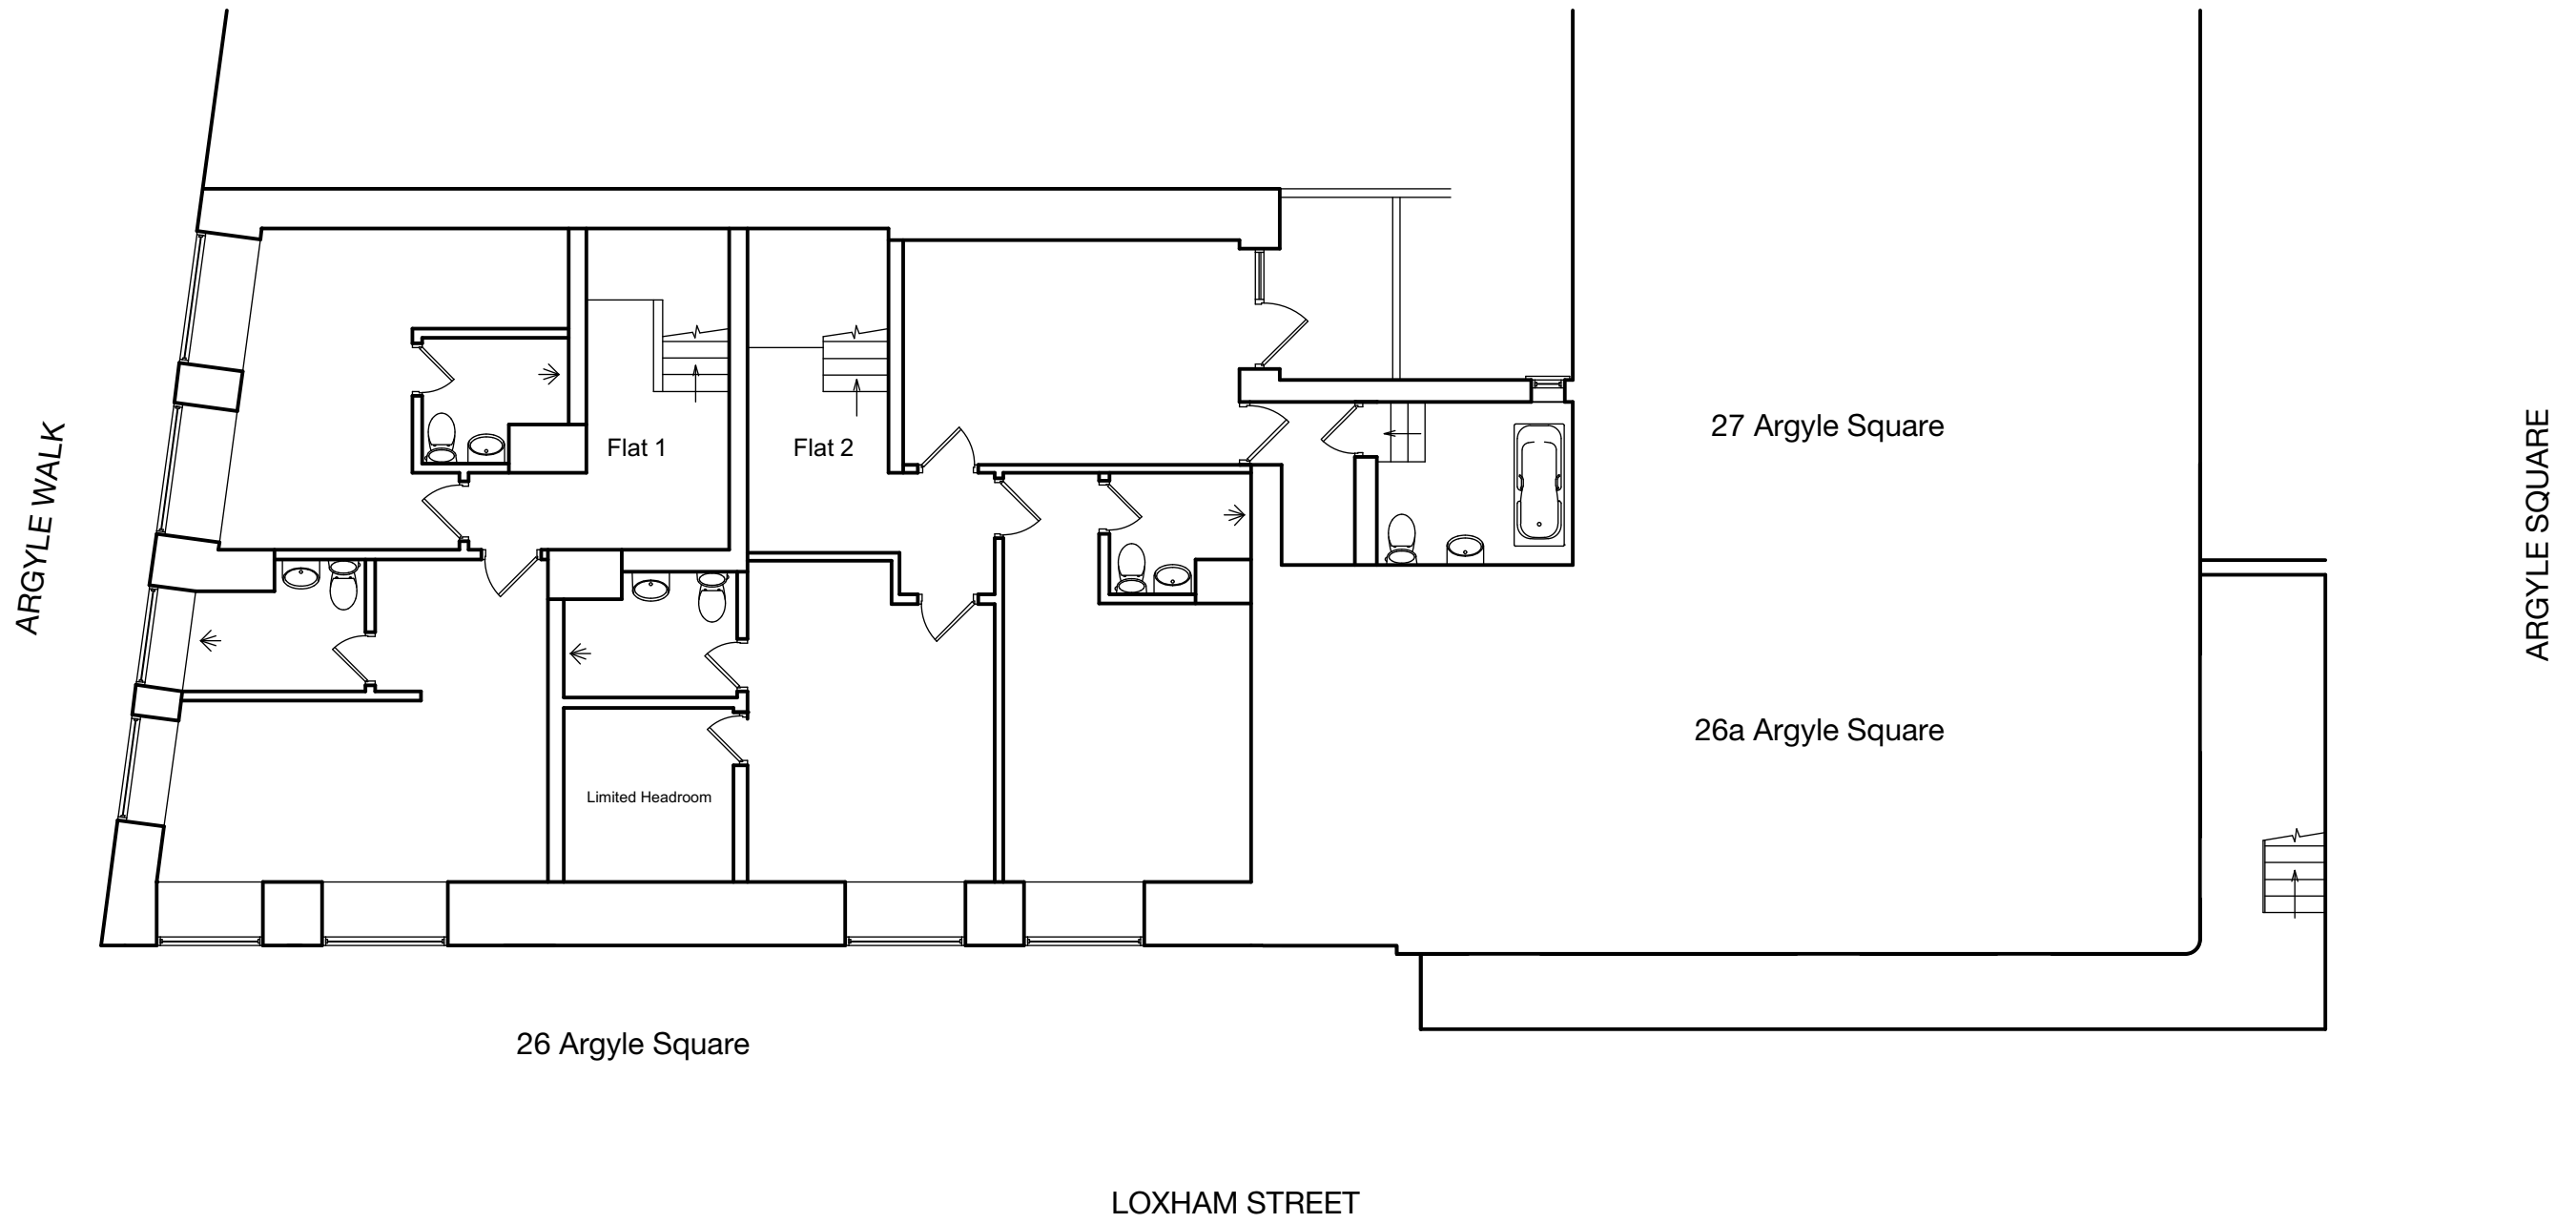 27 Argyle Square
ARGYLE WALK
ARGYLE SQUARE
Flat 1
Flat 2
26a Argyle Square
Limited Headroom
26 Argyle Square
LOXHAM STREET